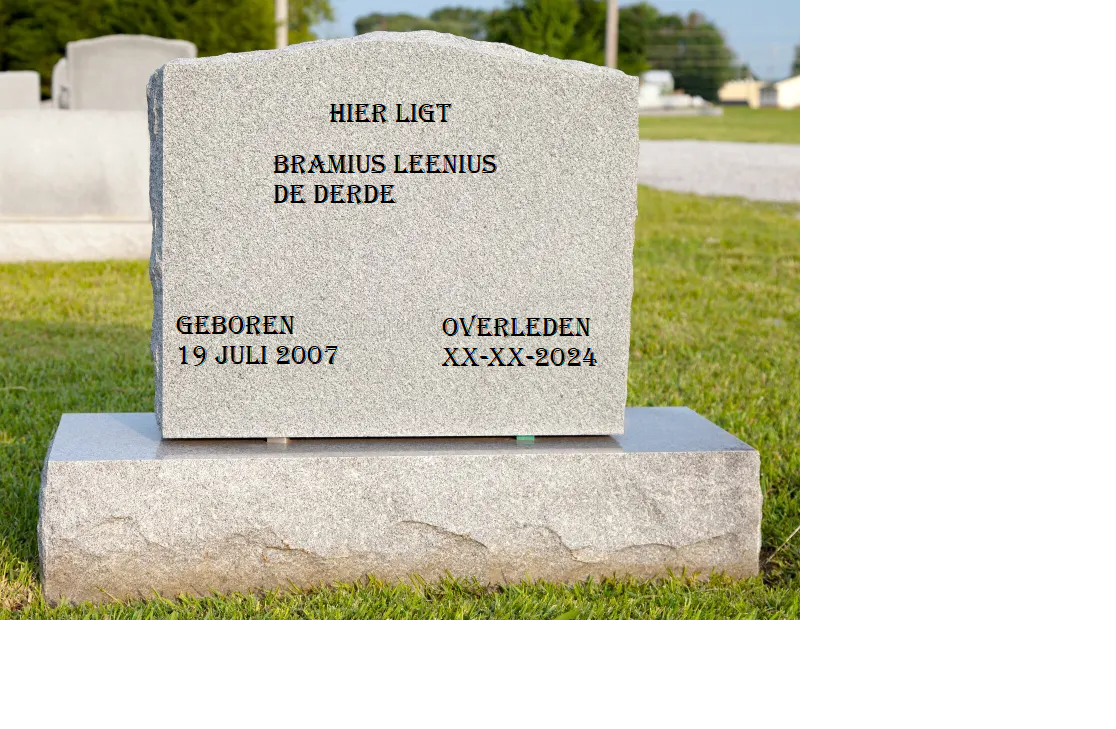 HIER LIGT
BRAMIUS LEENIUS
DE DERDE
GEBOREN
19 JULI 2007
OVERLEDEN
XX-XX-2024